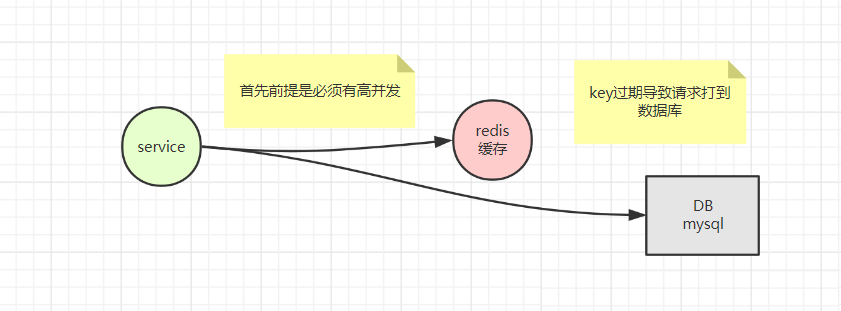 首先前提是必须有高并发
key过期导致请求打到
数据库
service
redis
缓存
DB
mysql